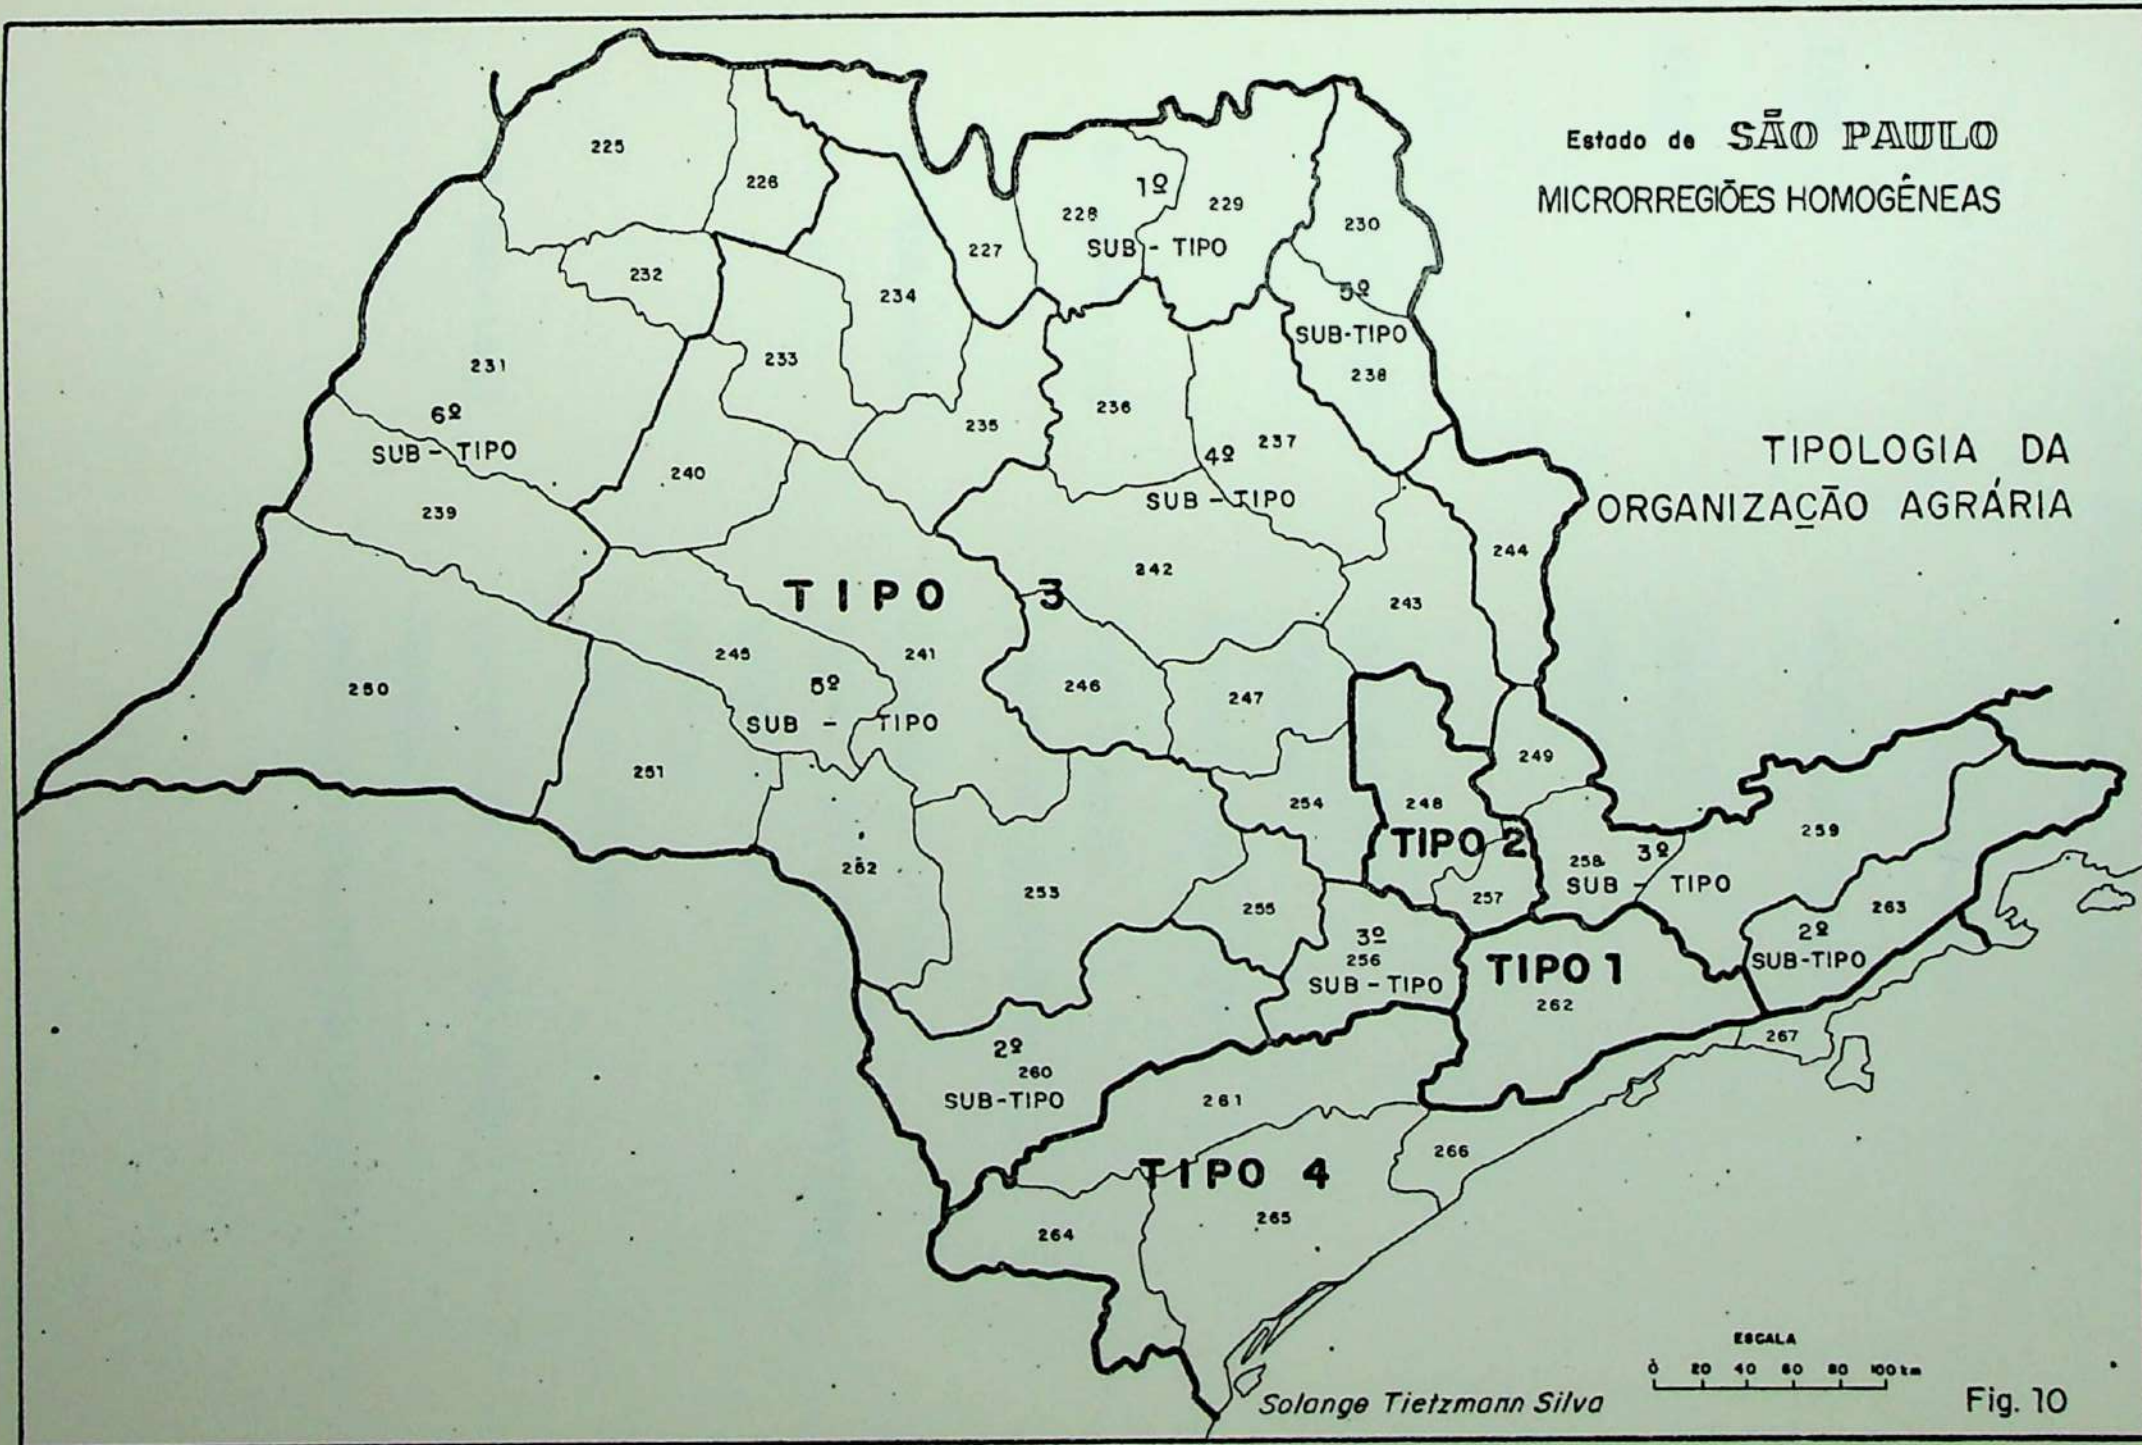 Estado de SÃO PAULO
MICRORREGIÕES HOMOGÊNEAS
TIPOLOGIA DA
ORGANIZAÇÃO AGRÁRIA
225
226
227
228
1º
229
SUB - TIPO
230
5º
SUB-TIPO
238
231
6º
SUB - TIPO
239
232
233
234
235
236
237
4º
SUB - TIPO
240
242
243
244
TIPO 3
245
241
5º
SUB - TIPO
246
247
248
TIPO 2
249
250
251
252
253
254
255
3º
256
SUB - TIPO
257
258
3º
SUB - TIPO
259
2º
SUB-TIPO
263
TIPO 1
262
2º
260
SUB-TIPO
261
TIPO 4
264
265
266
267
ESCALA
0 20 40 60 80 100 km
Solange Tietzmann Silva
Fig. 10